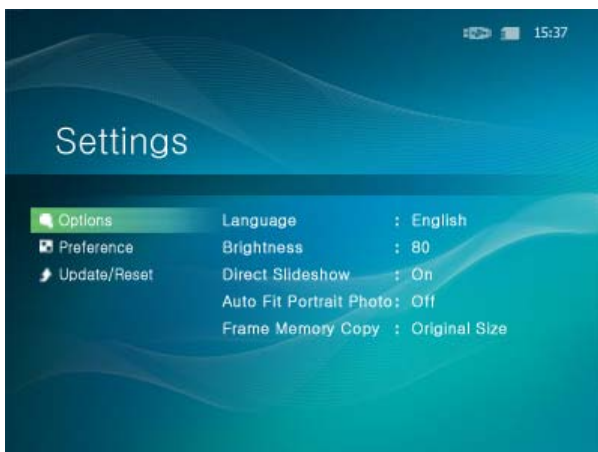 15:37
Settings
Options
Preference
Update/Reset
Language : English
Brightness : 80
Direct Slideshow : On
Auto Fit Portrait Photo: Off
Frame Memory Copy : Original Size